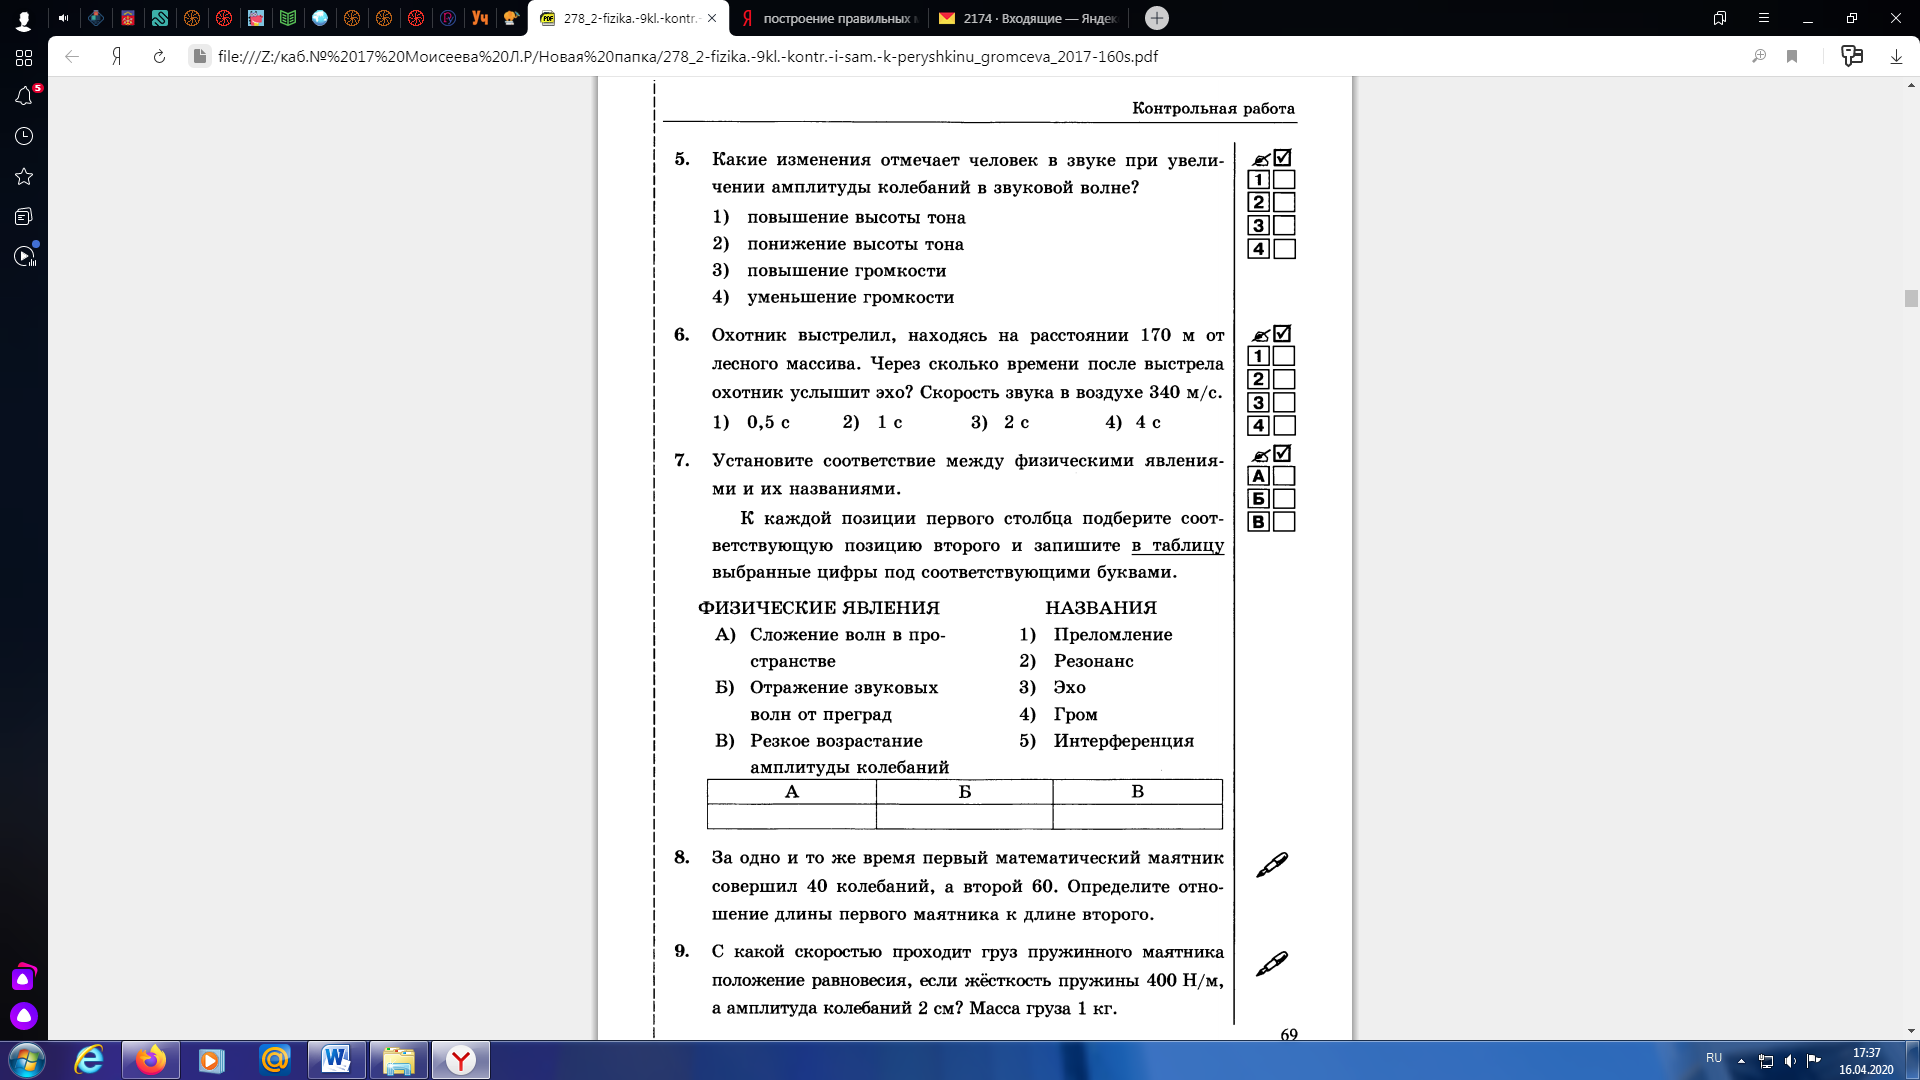 278_2-fizika.-9kl.-kontr.-
построение правильных
2174 · Входящие — Яндек
file:///Z:/каб.№%2017%20Моисеева%20Л.Р/Новая%20папка/278_2-fizika.-9kl.-kontr.-i-sam.-k-peryshkinu_gromceva_2017-160s.pdf
5
Контрольная работа
5. Какие изменения отмечает человек в звуке при увели-
чении амплитуды колебаний в звуковой волне?
1) повышение высоты тона
2) понижение высоты тона
3) повышение громкости
4) уменьшение громкости
1
2
3
4
6. Охотник выстрелил, находясь на расстоянии 170 м от
лесного массива. Через сколько времени после выстрела
охотник услышит эхо? Скорость звука в воздухе 340 м/с.
1) 0,5 с 2) 1 с 3) 2 с 4) 4 с
1
2
3
4
7. Установите соответствие между физическими явления-
ми и их названиями.
К каждой позиции первого столбца подберите соот-
ветствующую позицию второго и запишите в таблицу
выбранные цифры под соответствующими буквами.
А
Б
В
ФИЗИЧЕСКИЕ ЯВЛЕНИЯ НАЗВАНИЯ
А) Сложение волн в про- 1) Преломление
странстве 2) Резонанс
Б) Отражение звуковых 3) Эхо
волн от преград 4) Гром
В) Резкое возрастание 5) Интерференция
амплитуды колебаний
А Б В
8. За одно и то же время первый математический маятник
совершил 40 колебаний, а второй 60. Определите отно-
шение длины первого маятника к длине второго.
9. С какой скоростью проходит груз пружинного маятника
положение равновесия, если жёсткость пружины 400 Н/м,
а амплитуда колебаний 2 см? Масса груза 1 кг.
69
RU
17:37
16.04.2020